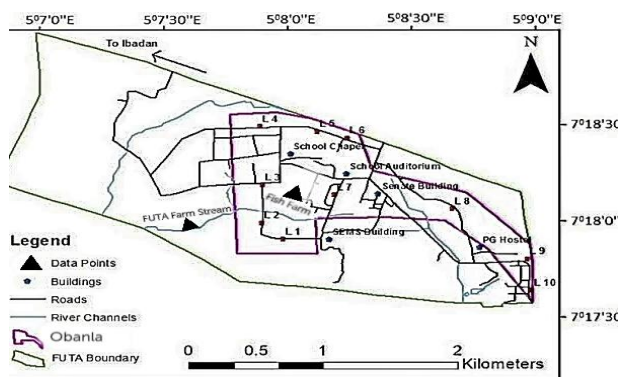 5°7'0"E 5°7'30"E 5°8'0"E 5°8'30"E 5°9'0"E
To Ibadan
N
L 4
L 5
L 6
7°18'30"
School Chapel
School Auditorium
L 3
Fish Farm
L 7
Senate Building
L 8
FUTA Farm Stream
L 2
7°18'0"
L 1
SEMS Building
PG Hostel
9
L 10
7°17'30"
Legend
Data Points
Buildings
Roads
River Channels
Obanla
FUTA Boundary
0 0.5 1 2
Kilometers